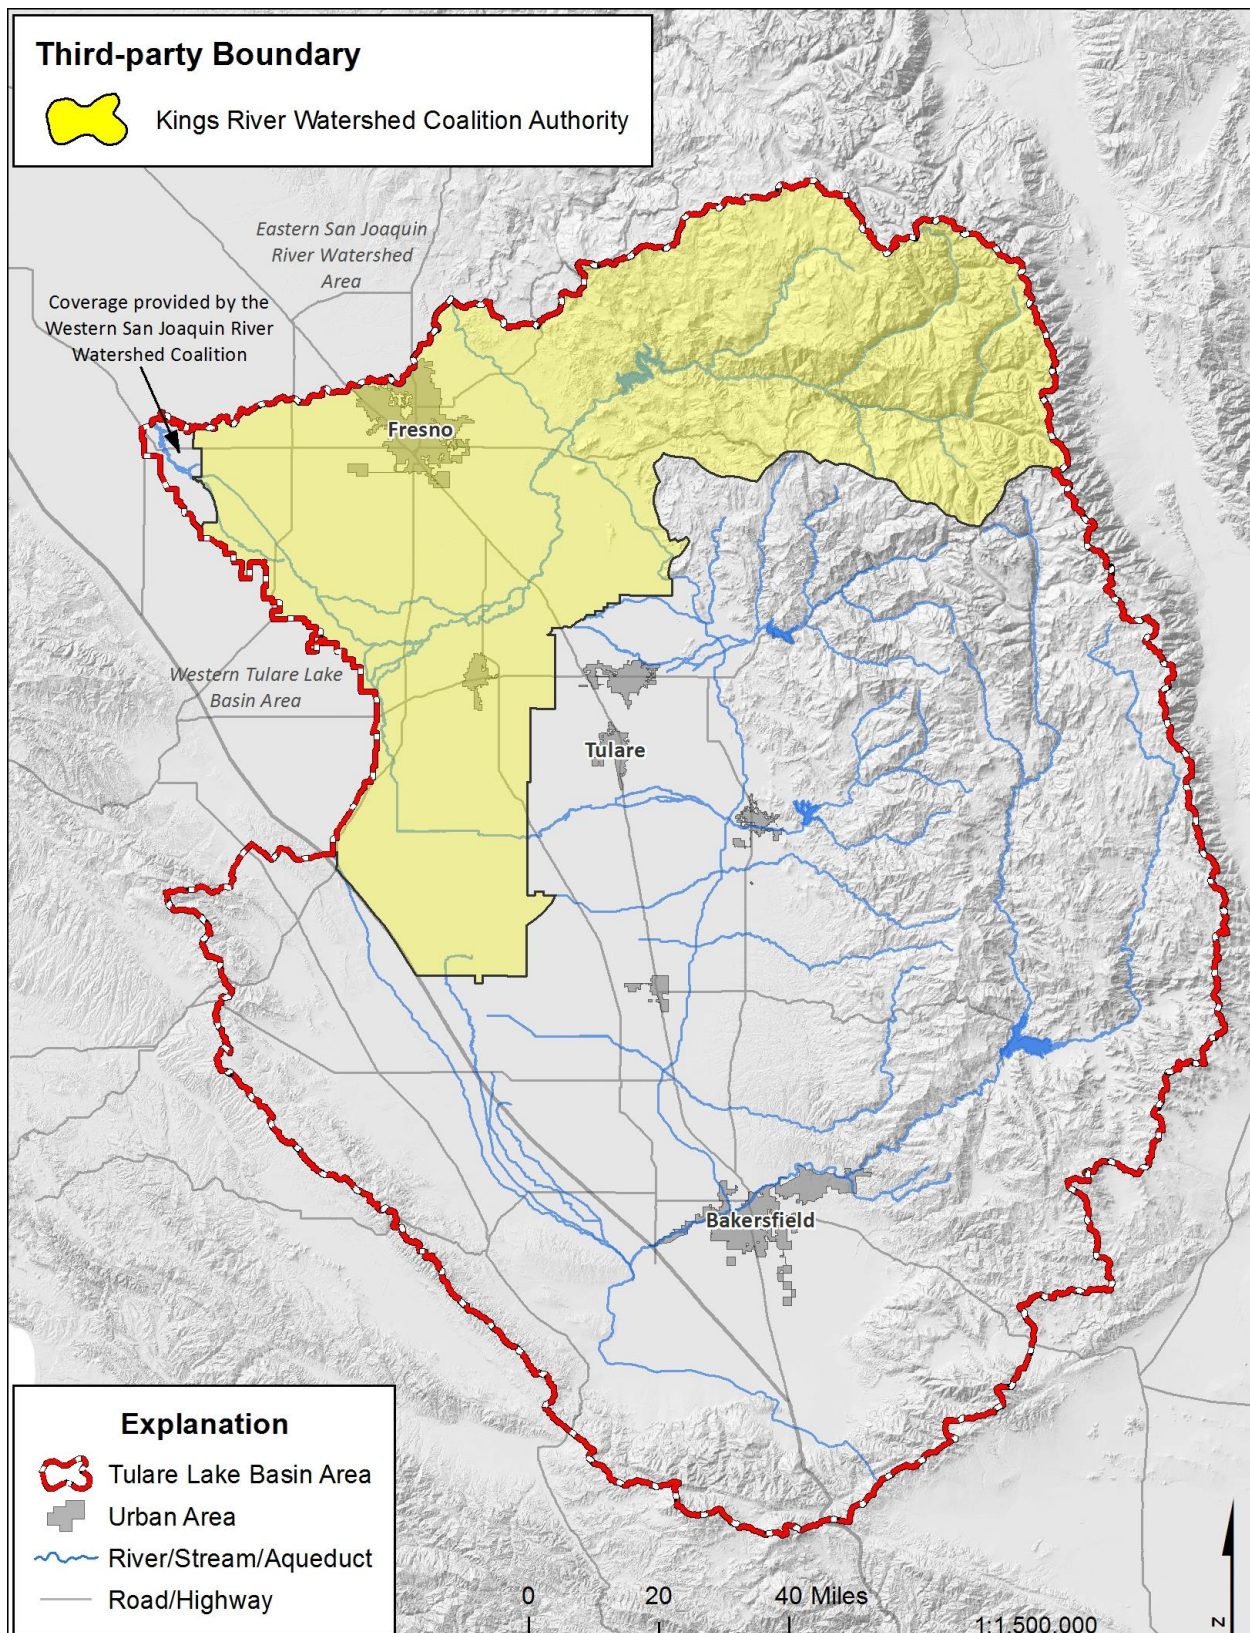 Third-party Boundary
Kings River Watershed Coalition Authority
Eastern San Joaquin
River Watershed
Area
Coverage provided by the
Western San Joaquin River
Watershed Coalition
Fresno
Western Tulare Lake
Basin Area
Tulare
Bakersfield
Explanation
Tulare Lake Basin Area
Urban Area
River/Stream/Aqueduct
Road/Highway
0 20 40 Miles
1:1,500,000
N